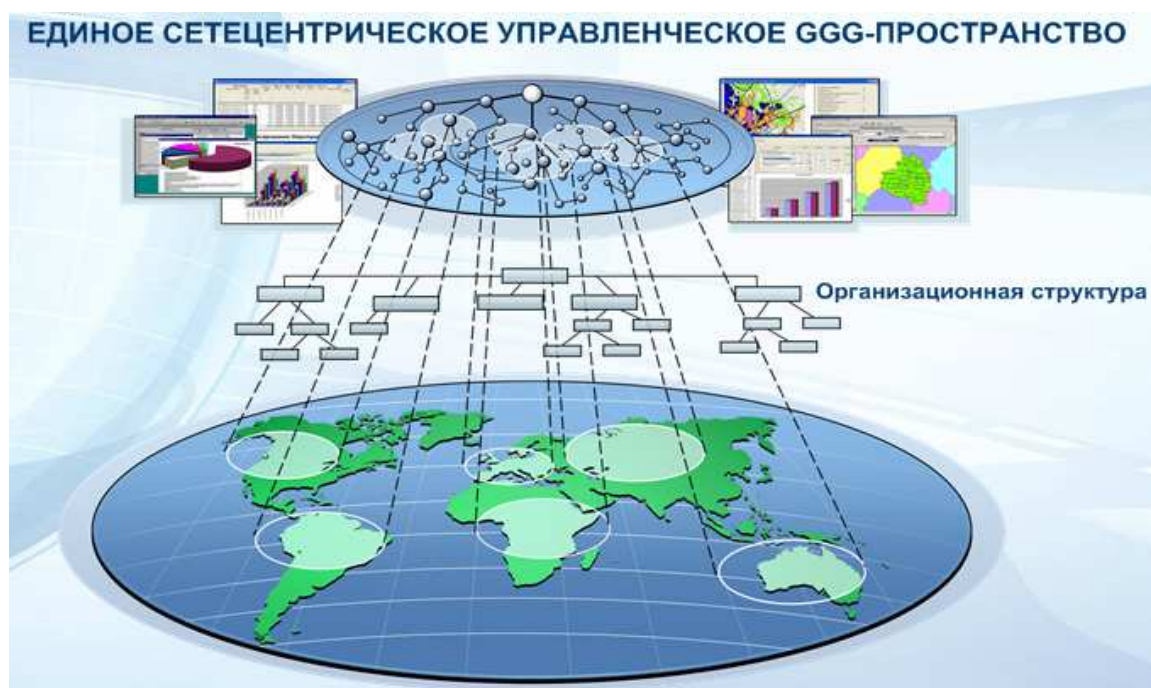 ЕДИНОЕ СЕТЕЦЕНТРИЧЕСКОЕ УПРАВЛЕНЧЕСКОЕ GGG-ПРОСТРАНСТВО
Организационная структура